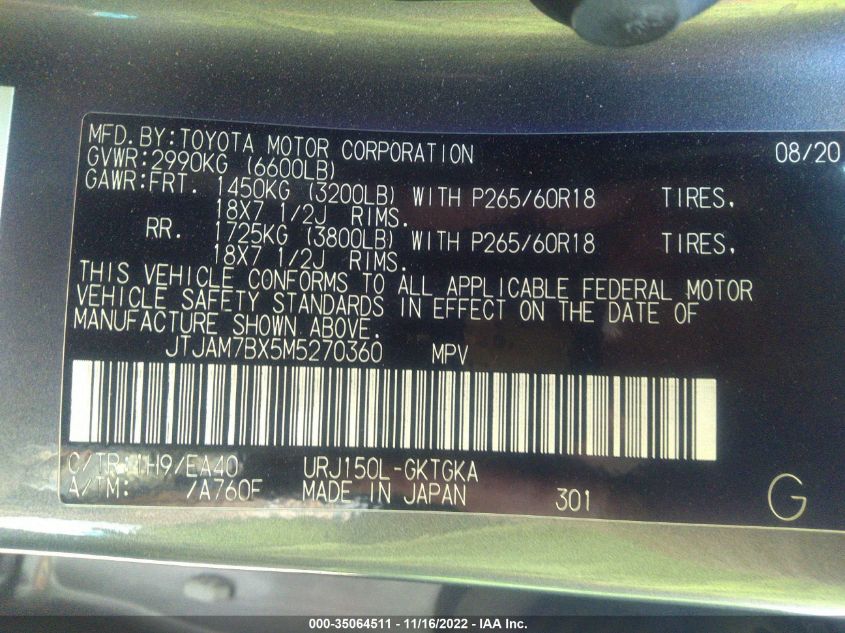 MFD.BY:TOYOTA MOTOR CORPORATION 08/20
GVWR:2990KG (6600LB)
GAWR:FRT. 1450KG (3200LB) WITH P265/60R18 TIRES,
18X7 1/2J RIMS.
RR. 1725KG (3800LB) WITH P265/60R18 TIRES,
18X7 1/2J RIMS.
THIS VEHICLE CONFORMS TO ALL APPLICABLE FEDERAL MOTOR
VEHICLE SAFETY STANDARDS IN EFFECT ON THE DATE OF
MANUFACTURE SHOWN ABOVE.
JTJAM7BX5M5270360 MPV
C/TR:1H9/EA40 URJ150L-GKTGKA
A/TM: /A760F MADE IN JAPAN 301 G
000-35064511 - 11/16/2022 - IAA Inc.